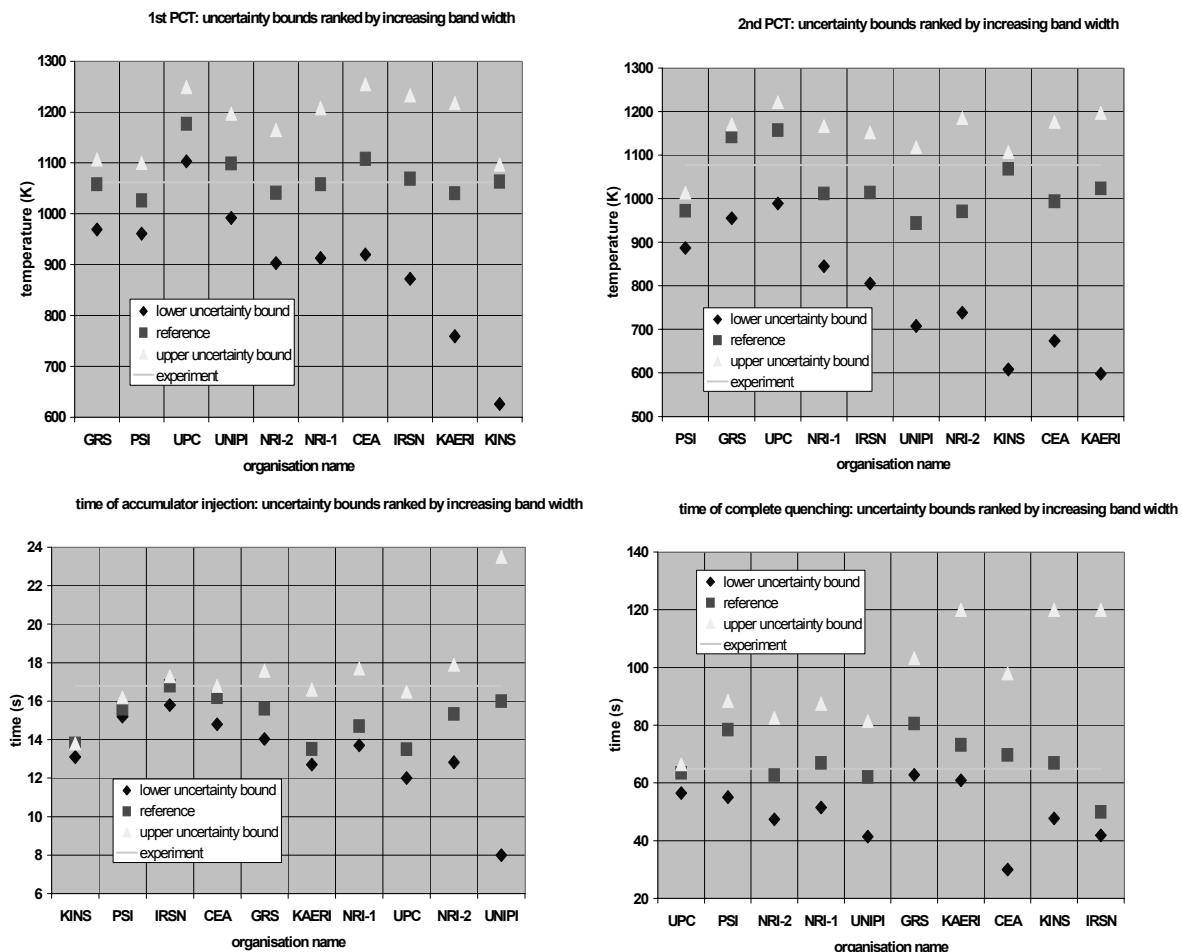 1st PCT: uncertainty bounds ranked by increasing band width
1300
1200
1100
1000
900
800
700
600
temperature (K)
lower uncertainty bound
reference
upper uncertainty bound
experiment
GRS PSI UPC UNIPI NRI-2 NRI-1 CEA IRSN KAERI KINS
organisation name
2nd PCT: uncertainty bounds ranked by increasing band width
1300
1200
1100
1000
900
800
700
600
500
temperature (K)
lower uncertainty bound
reference
upper uncertainty bound
experiment
PSI GRS UPC NRI-1 IRSN UNIPI NRI-2 KINS CEA KAERI
organisation name
time of accumulator injection: uncertainty bounds ranked by increasing band width
24
22
20
18
16
14
12
10
8
6
time (s)
lower uncertainty bound
reference
upper uncertainty bound
experiment
KINS PSI IRSN CEA GRS KAERI NRI-1 UPC NRI-2 UNIPI
organisation name
time of complete quenching: uncertainty bounds ranked by increasing band width
140
120
100
80
60
40
20
time (s)
lower uncertainty bound
reference
upper uncertainty bound
experiment
UPC PSI NRI-2 NRI-1 UNIPI GRS KAERI CEA KINS IRSN
organisation name